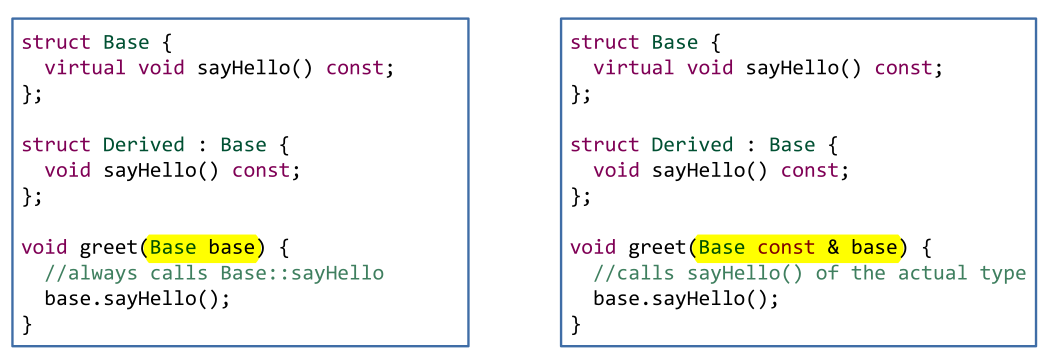 struct Base {
  virtual void sayHello() const;
};

struct Derived : Base {
  void sayHello() const;
};

void greet(Base base) {
  //always calls Base::sayHello
  base.sayHello();
}

struct Base {
  virtual void sayHello() const;
};

struct Derived : Base {
  void sayHello() const;
};

void greet(Base const & base) {
  //calls sayHello() of the actual type
  base.sayHello();
}